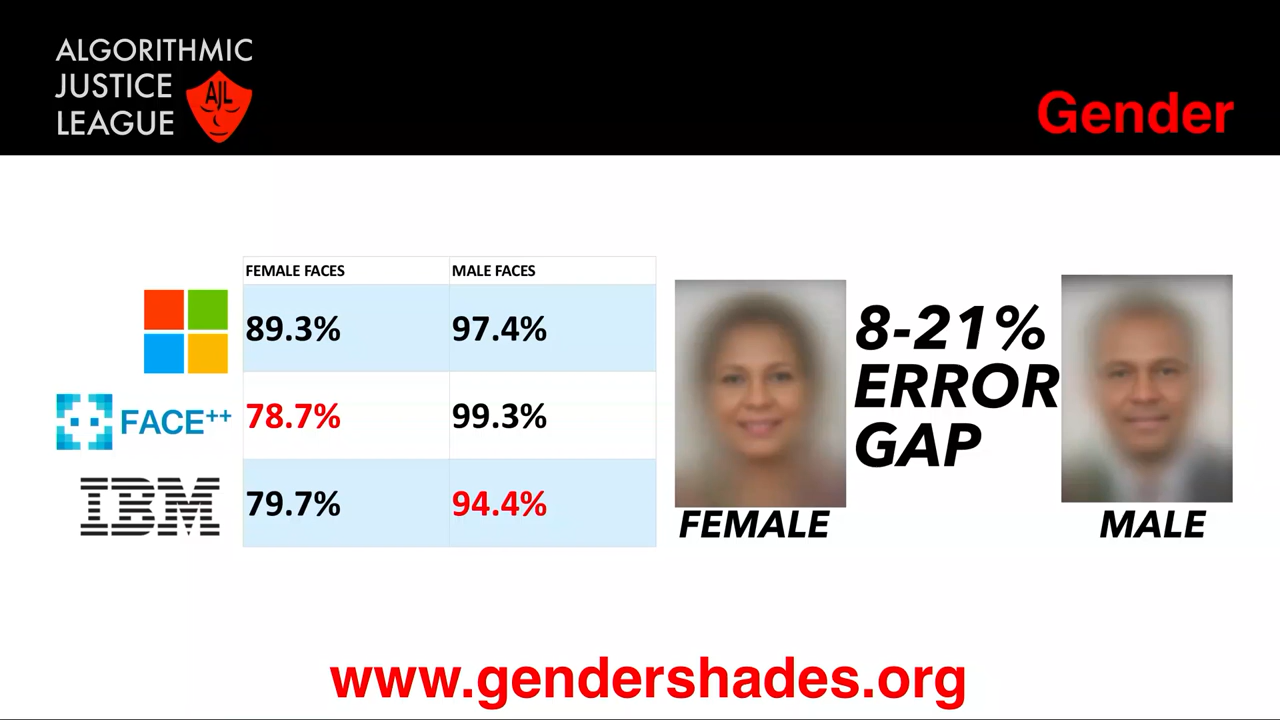 ALGORITHMIC
JUSTICE
LEAGUE
AJL
Gender
FEMALE FACES MALE FACES
89.3% 97.4%
FACE++ 78.7% 99.3%
IBM 79.7% 94.4%
8-21%
ERROR
GAP
FEMALE
MALE
www.gendershades.org